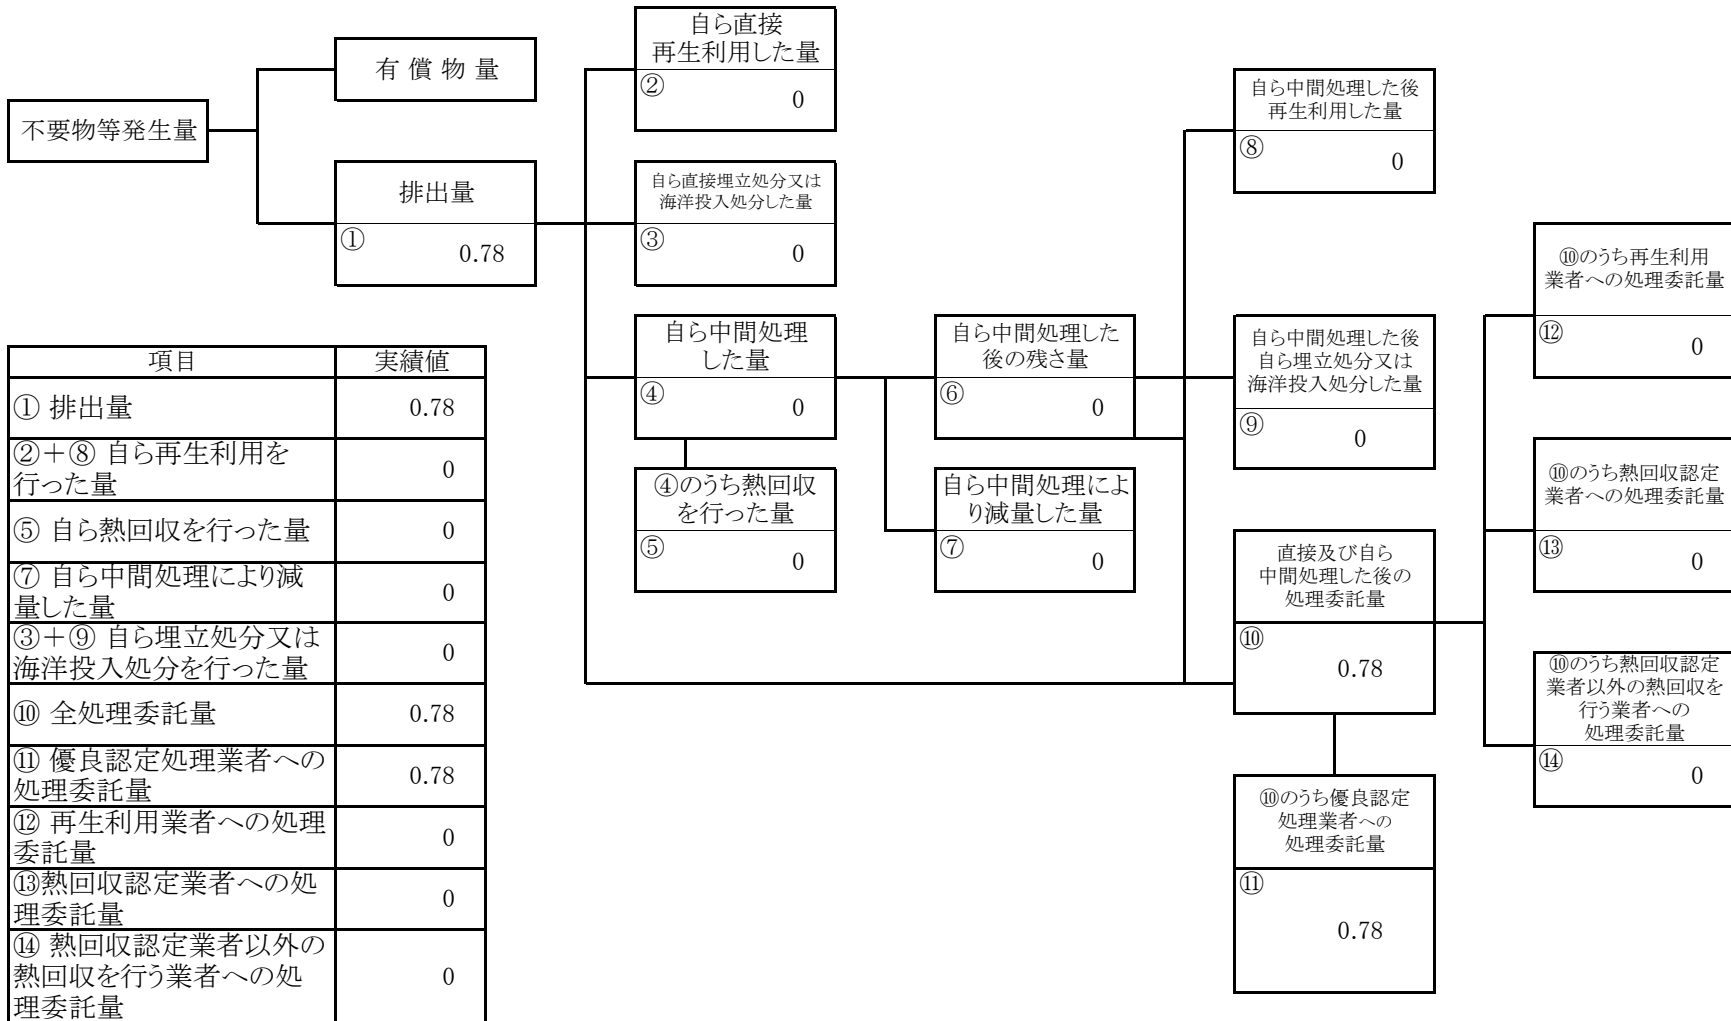 不要物等発生量
有 償 物 量
排出量
①
0.78
自ら直接
再生利用した量
②
0
自ら直接埋立処分又は
海洋投入処分した量
③
0
自ら中間処理
した量
④
0
④のうち熱回収
を行った量
⑤
0
自ら中間処理した
後の残さ量
⑥
0
自ら中間処理によ
り減量した量
⑦
0
自ら中間処理した後
再生利用した量
⑧
0
自ら中間処理した後
自ら埋立処分又は
海洋投入処分した量
⑨
0
直接及び自ら
中間処理した後の
処理委託量
⑩
0.78
⑩のうち優良認定
処理業者への
処理委託量
⑪
0.78
⑩のうち再生利用
業者への処理委託量
⑫
0
⑩のうち熱回収認定
業者への処理委託量
⑬
0
⑩のうち熱回収認定
業者以外の熱回収を
行う業者への
処理委託量
⑭
0
項目 実績値
① 排出量 0.78
②+⑧ 自ら再生利用を
行った量 0
⑤ 自ら熱回収を行った量 0
⑦ 自ら中間処理により減
量した量 0
③+⑨ 自ら埋立処分又は
海洋投入処分を行った量 0
⑩ 全処理委託量 0.78
⑪ 優良認定処理業者への
処理委託量 0.78
⑫ 再生利用業者への処理
委託量 0
⑬熱回収認定業者への処
理委託量 0
⑭ 熱回収認定業者以外の
熱回収を行う業者への処
理委託量 0